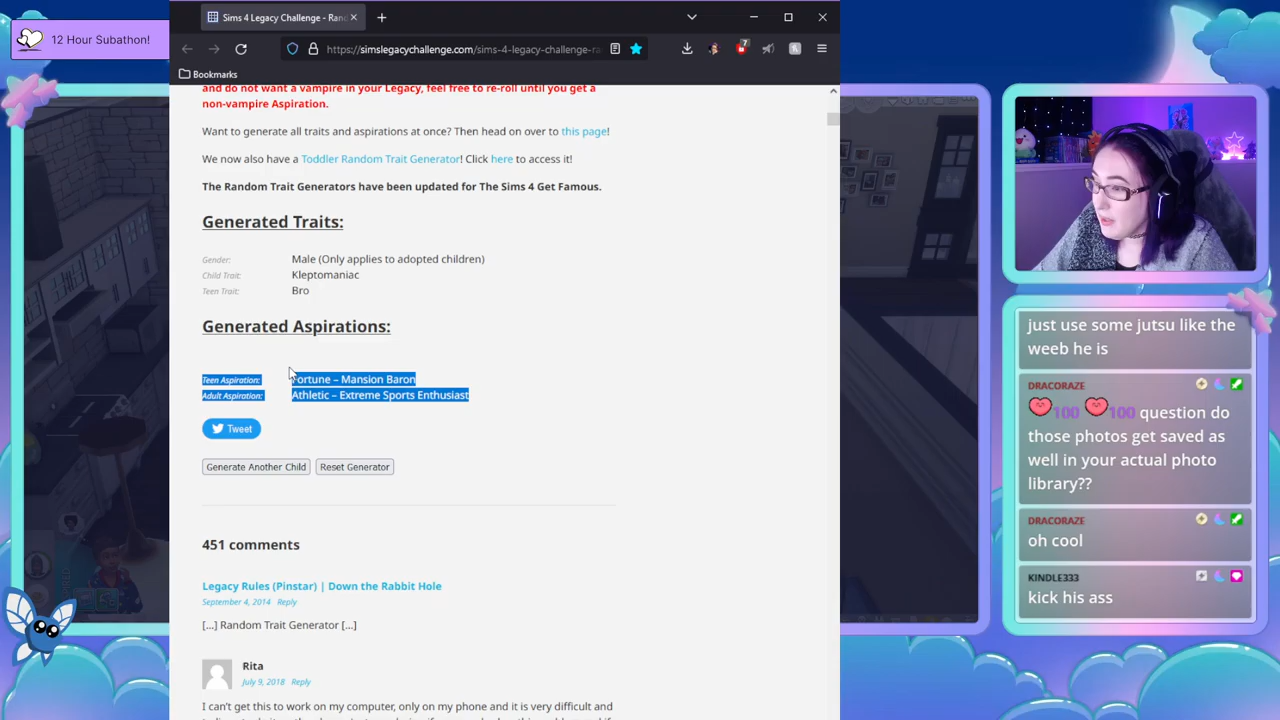 12 Hour Subathon!
Sims 4 Legacy Challenge - Ran
https://simslegacychallenge.com/sims-4-legacy-challenge-ra
7
Bookmarks
and do not want a vampire in your Legacy, feel free to re-roll until you get a
non-vampire Aspiration.
Want to generate all traits and aspirations at once? Then head on over to this page!
We now also have a Toddler Random Trait Generator! Click here to access it!
The Random Trait Generators have been updated for The Sims 4 Get Famous.
Generated Traits:
Gender: Male (Only applies to adopted children)
Child Trait: Kleptomaniac
Teen Trait: Bro
Generated Aspirations:
Teen Aspiration: Fortune – Mansion Baron
Adult Aspiration: Athletic – Extreme Sports Enthusiast
Tweet
Generate Another Child Reset Generator
451 comments
Legacy Rules (Pinstar) | Down the Rabbit Hole
September 4, 2014 Reply
[...] Random Trait Generator [...]
Rita
July 9, 2018 Reply
I can't get this to work on my computer, only on my phone and it is very difficult and
just use some jutsu like the
weeb he is
DRACORAZE
100 100 question do
those photos get saved as
well in your actual photo
library??
DRACORAZE
oh cool
KINDLE333
kick his ass